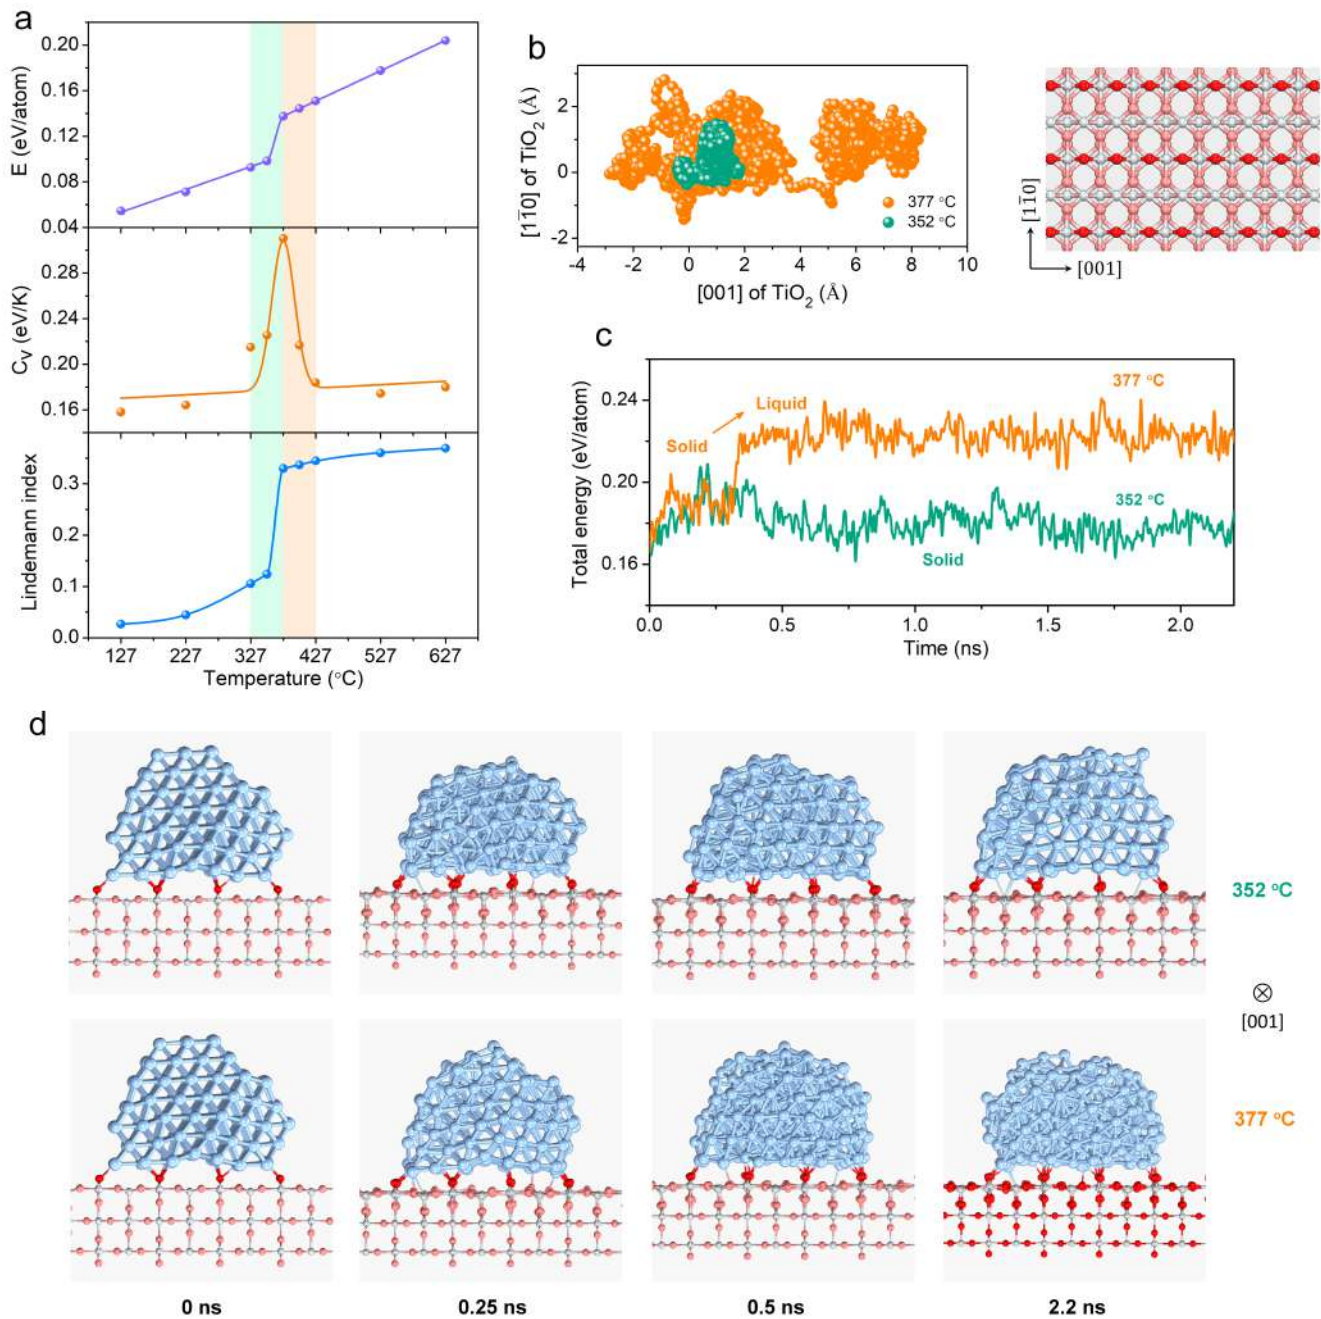 a
E (eV/atom)
0.20
0.16
0.12
0.08
0.04
C_V (eV/K)
0.28
0.24
0.20
0.16
Lindemann index
0.3
0.2
0.1
0.0
127 227 327 427 527 627
Temperature (°C)
b
[11̄0] of TiO₂ (Å)
2
0
-2
377 °C
352 °C
-4 -2 0 2 4 6 8 10
[001] of TiO₂ (Å)
[11̄0]
[001]
c
Total energy (eV/atom)
0.24
0.20
0.16
377 °C
Liquid
Solid
352 °C
Solid
0.0 0.5 1.0 1.5 2.0
Time (ns)
d
352 °C
⊗
[001]
377 °C
0 ns 0.25 ns 0.5 ns 2.2 ns